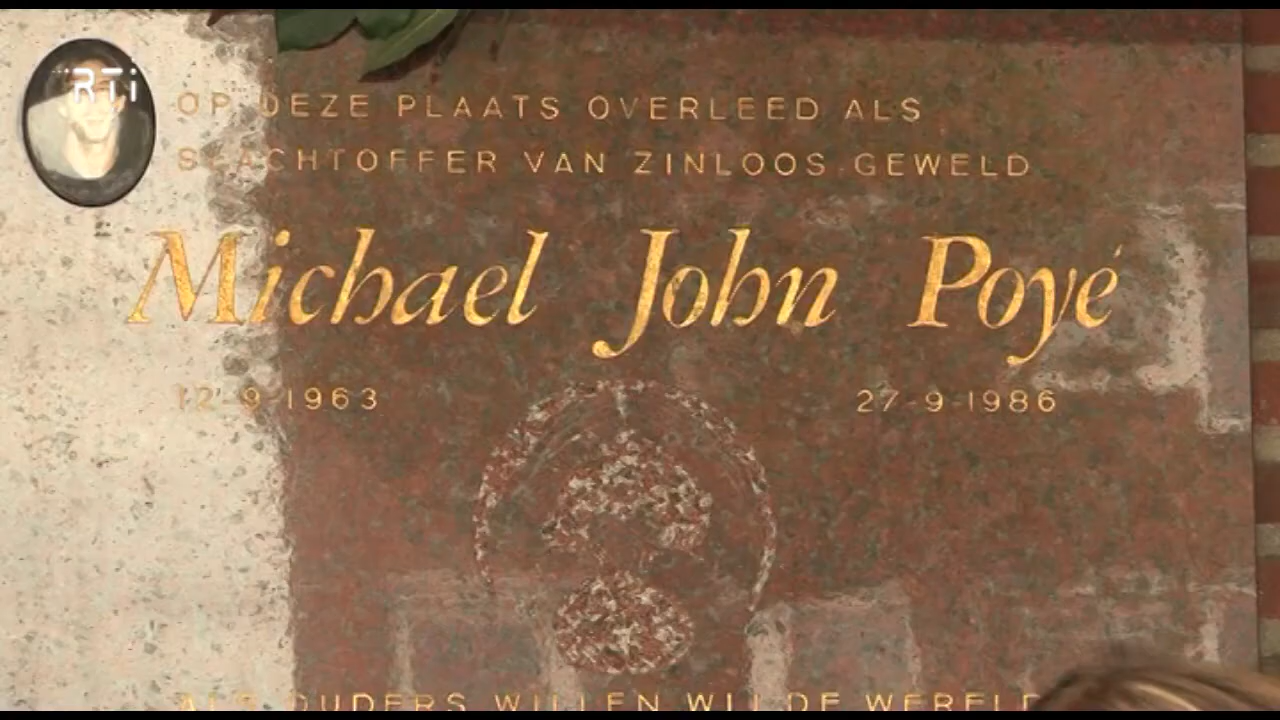 RTi
OP DEZE PLAATS OVERLEED ALS
SLACHTOFFER VAN ZINLOOS GEWELD
Michael John Poyé
12-9-1963 27-9-1986
ALS OUDERS WILLEN WIJ DE WERELD